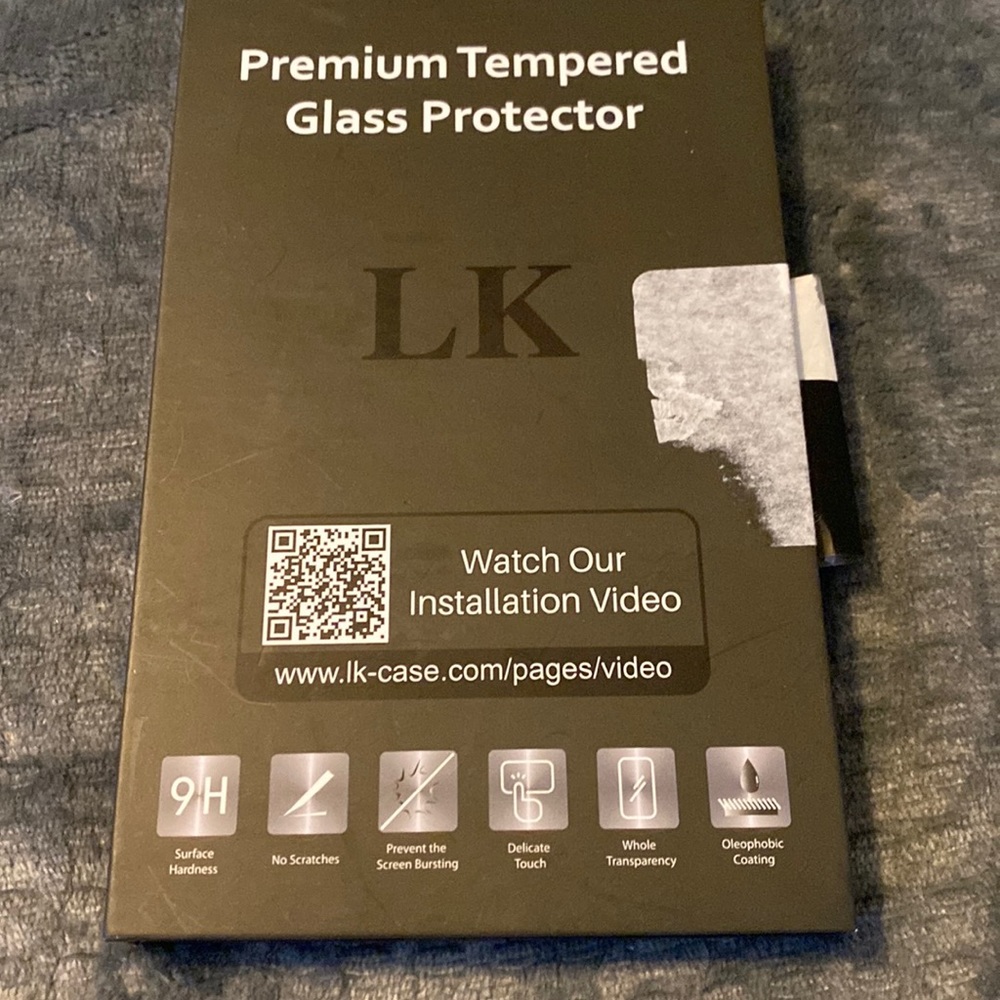 Premium Tempered
Glass Protector
LK
Watch Our
Installation Video
www.lk-case.com/pages/video
9H
Surface
Hardness
No Scratches
Prevent the
Screen Bursting
Delicate
Touch
Whole
Transparency
Oleophobic
Coating